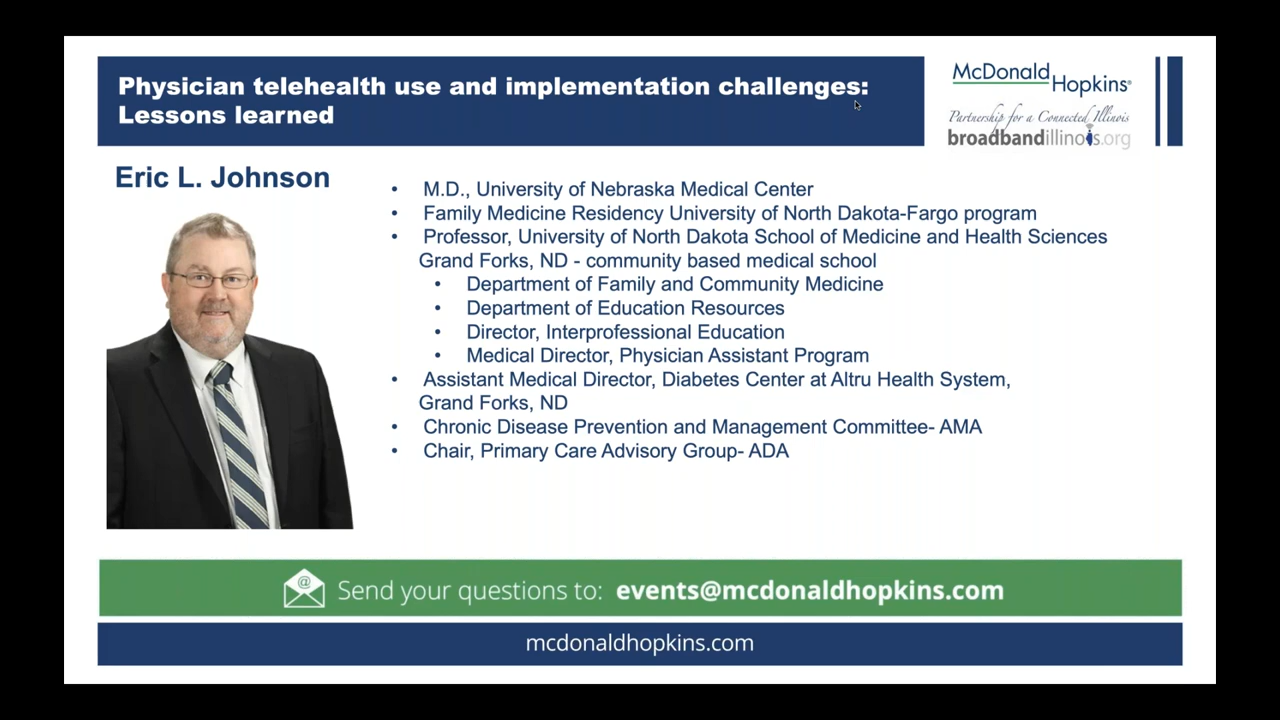 Physician telehealth use and implementation challenges:
Lessons learned
McDonald
Hopkins®
Partnership for a Connected Illinois
broadbandillinois.org
Eric L. Johnson
• M.D., University of Nebraska Medical Center
• Family Medicine Residency University of North Dakota-Fargo program
• Professor, University of North Dakota School of Medicine and Health Sciences
Grand Forks, ND - community based medical school
• Department of Family and Community Medicine
• Department of Education Resources
• Director, Interprofessional Education
• Medical Director, Physician Assistant Program
• Assistant Medical Director, Diabetes Center at Altru Health System,
Grand Forks, ND
• Chronic Disease Prevention and Management Committee- AMA
• Chair, Primary Care Advisory Group- ADA
@ Send your questions to: events@mcdonaldhopkins.com
mcdonaldhopkins.com